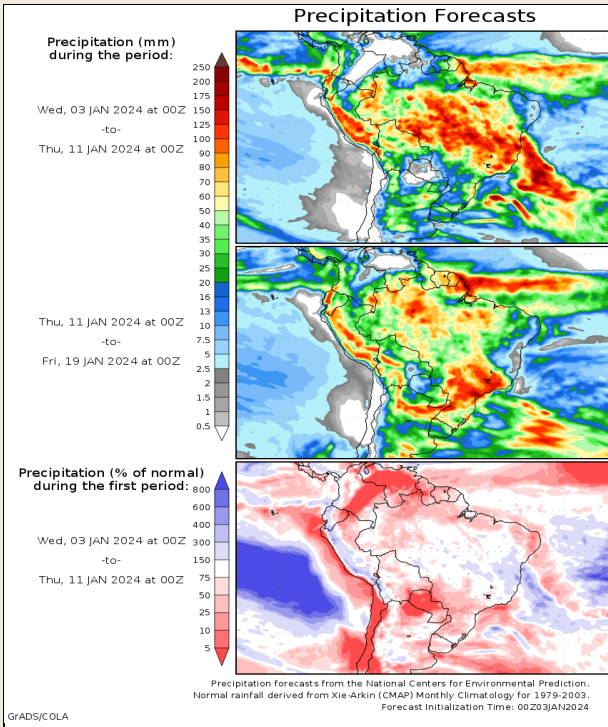 Precipitation Forecasts
Precipitation (mm)
during the period:
Wed, 03 JAN 2024 at 00Z
-to-
Thu, 11 JAN 2024 at 00Z
250
200
175
150
125
100
90
80
70
60
50
40
35
30
25
20
16
13
10
7.5
5
2.5
2
1.5
1
0.5
Thu, 11 JAN 2024 at 00Z
-to-
Fri, 19 JAN 2024 at 00Z
Precipitation (% of normal)
during the first period:
Wed, 03 JAN 2024 at 00Z
-to-
Thu, 11 JAN 2024 at 00Z
800
600
400
300
150
75
50
25
10
5
Precipitation forecasts from the National Centers for Environmental Prediction.
Normal rainfall derived from Xie-Arkin (CMAP) Monthly Climatology for 1979-2003.
Forecast Initialization Time: 00Z03JAN2024
GrADS/COLA